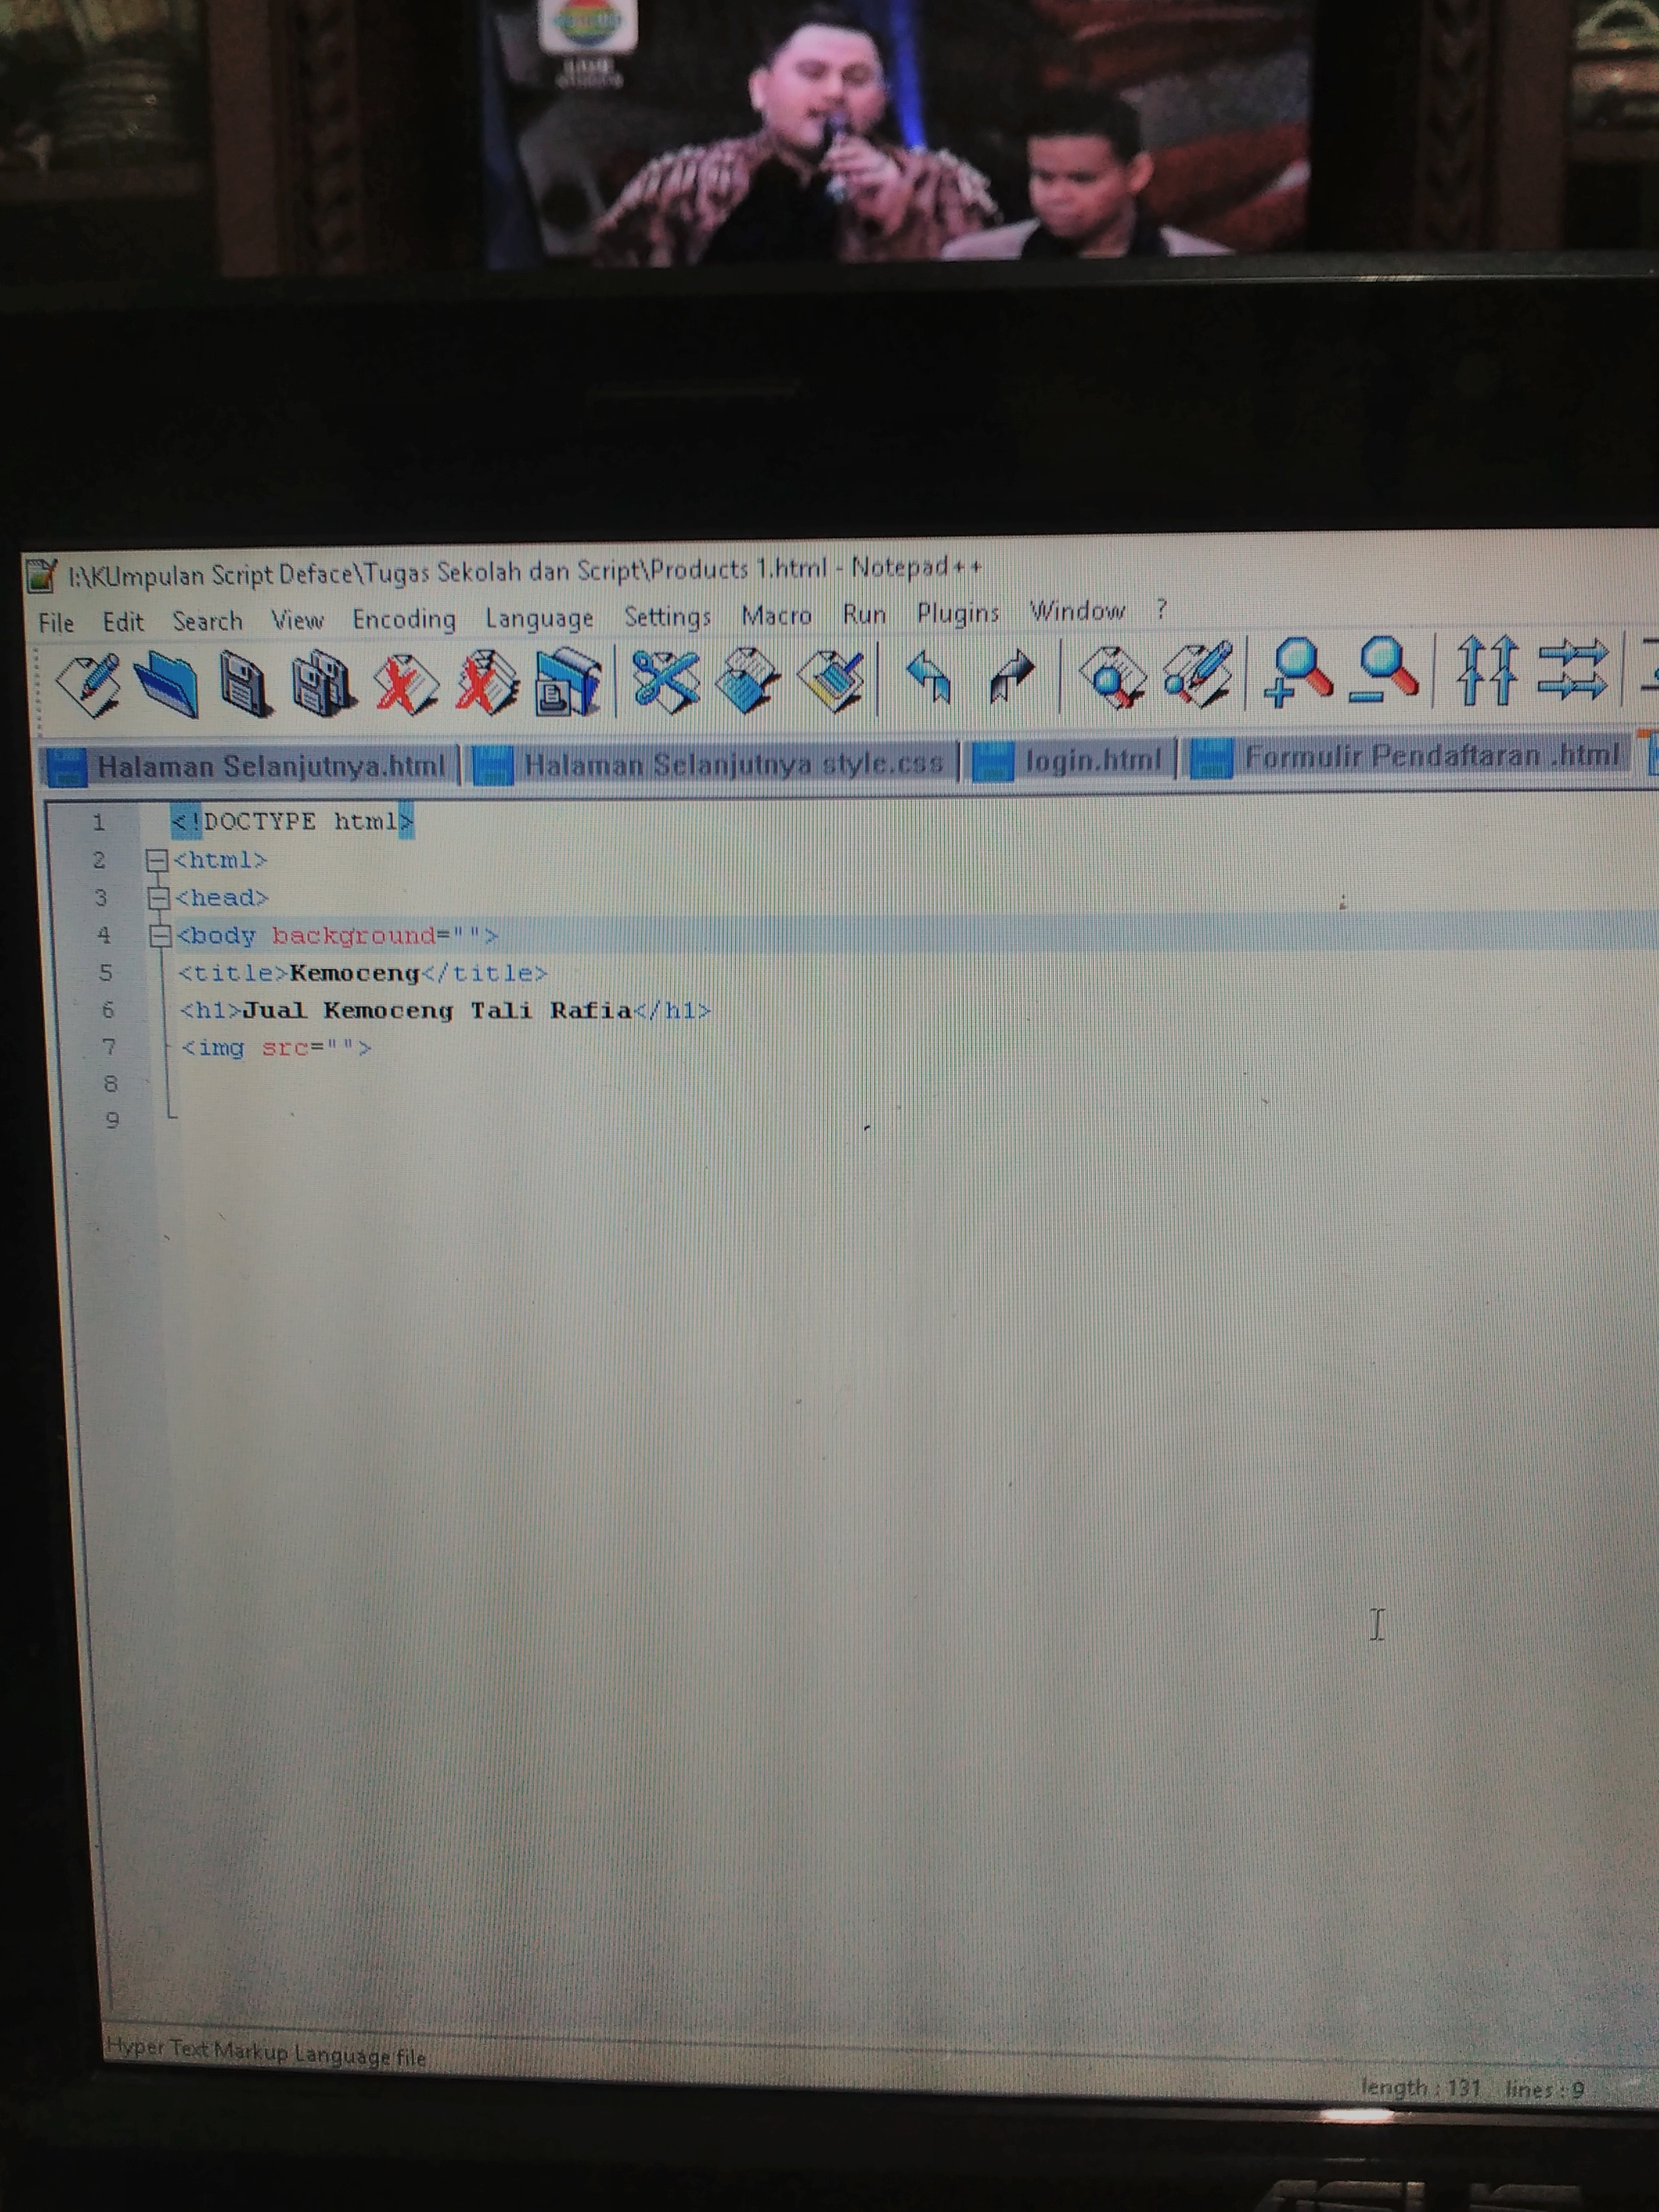 I:\KUmpulan Script Deface\Tugas Sekolah dan Script\Products 1.html - Notepad++
File Edit Search View Encoding Language Settings Macro Run Plugins Window ?
Halaman Selanjutnya.html Halaman Selanjutnya style.css login.html Formulir Pendaftaran .html
1 <!DOCTYPE html>
2 <html>
3 <head>
4 <body background="">
5 <title>Kemoceng</title>
6 <h1>Jual Kemoceng Tali Rafia</h1>
7 <img src="">
8
9
Hyper Text Markup Language file
length : 131 lines : 9